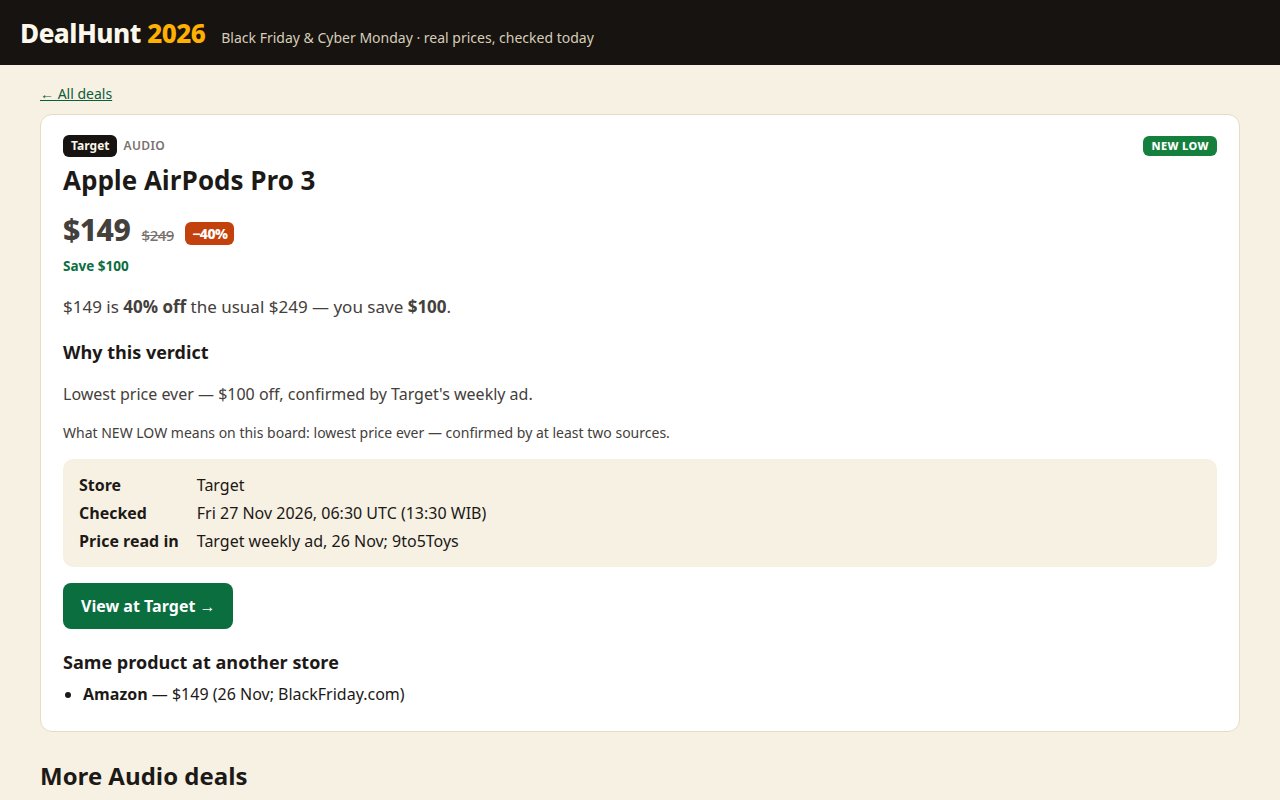 DealHunt 2026 Black Friday & Cyber Monday · real prices, checked today
← All deals
Target AUDIO NEW LOW
Apple AirPods Pro 3
$149 $249 −40%
Save $100
$149 is 40% off the usual $249 — you save $100.
Why this verdict
Lowest price ever — $100 off, confirmed by Target's weekly ad.
What NEW LOW means on this board: lowest price ever — confirmed by at least two sources.
Store Target
Checked Fri 27 Nov 2026, 06:30 UTC (13:30 WIB)
Price read in Target weekly ad, 26 Nov; 9to5Toys
View at Target →
Same product at another store
• Amazon — $149 (26 Nov; BlackFriday.com)
More Audio deals